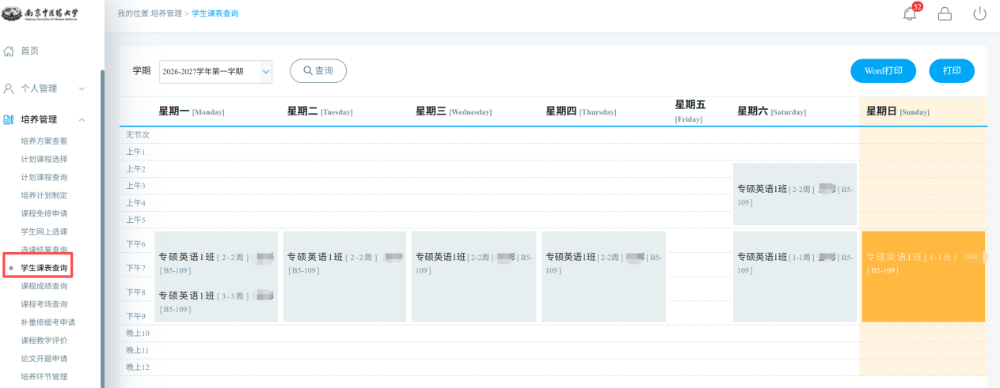 南京中医药大学
我的位置:培养管理 > 学生课表查询
52
首页
个人管理
培养管理
培养方案查看
计划课程选择
计划课程查询
培养计划制定
课程免修申请
学生网上选课
选课结果查询
学生课表查询
课程成绩查询
课程考场查询
补重修缓考申请
课程教学评价
论文开题申请
培养环节管理
学期 2026-2027学年第一学期 查询 Word打印 打印
星期一 [Monday] 星期二 [Tuesday] 星期三 [Wednesday] 星期四 [Thursday] 星期五 [Friday] 星期六 [Saturday] 星期日 [Sunday]
无节次
上午1
上午2
上午3
上午4
上午5
专硕英语1班[2-2周] [B5-
109]
下午6
下午7
下午8
下午9
专硕英语1班[2-2周]
[B5-109]
专硕英语1班[3-3周]
[B5-109]
专硕英语1班[2-2周]
[B5-109]
专硕英语1班[2-2周] [B5-
109]
专硕英语1班[2-2周] [B5-
109]
专硕英语1班[1-1周] [B5-
109]
专硕英语1班[1-1周]
[B5-109]
晚上10
晚上11
晚上12